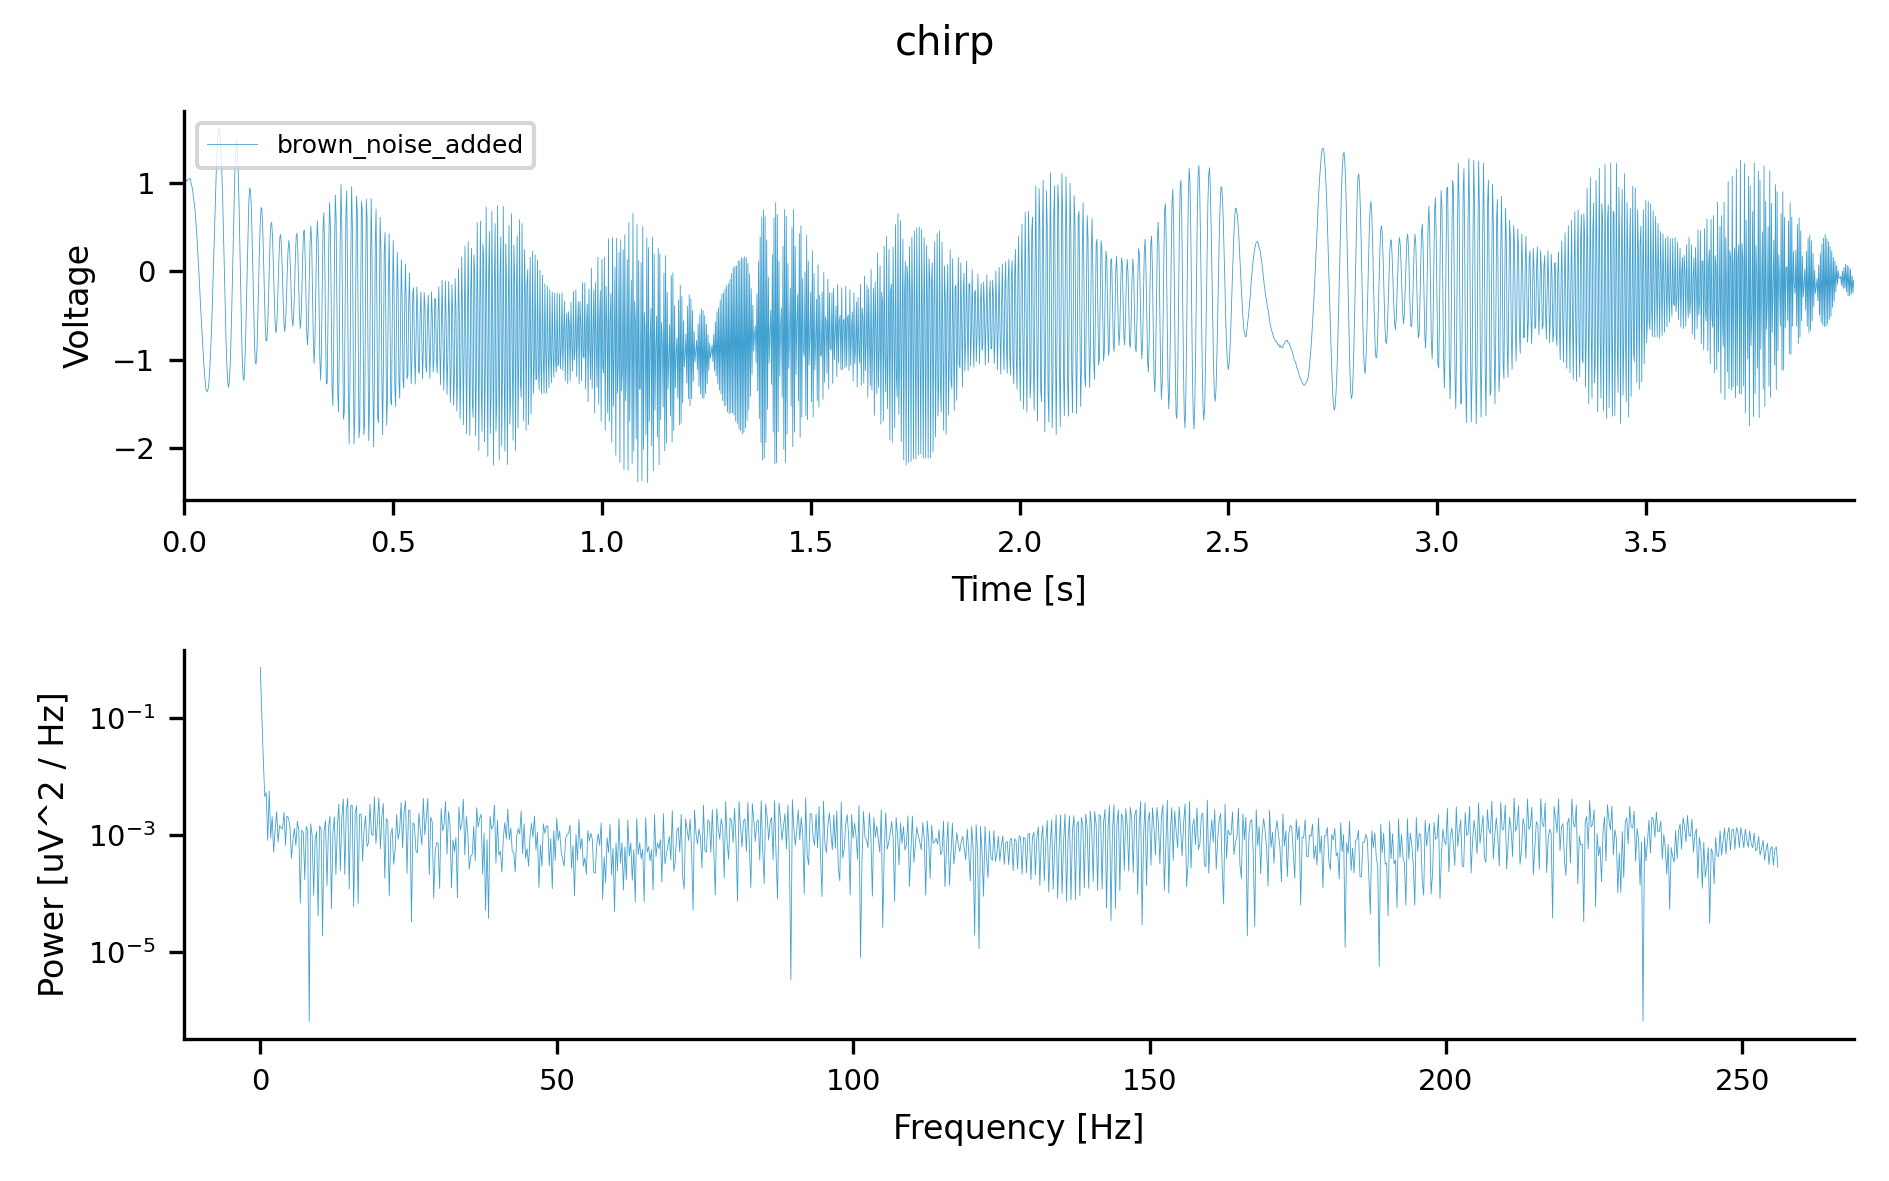 chirp
brown_noise_added
Voltage
1
0
−1
−2
0.0 0.5 1.0 1.5 2.0 2.5 3.0 3.5
Time [s]
Power [uV^2 / Hz]
10⁻¹
10⁻³
10⁻⁵
0 50 100 150 200 250
Frequency [Hz]